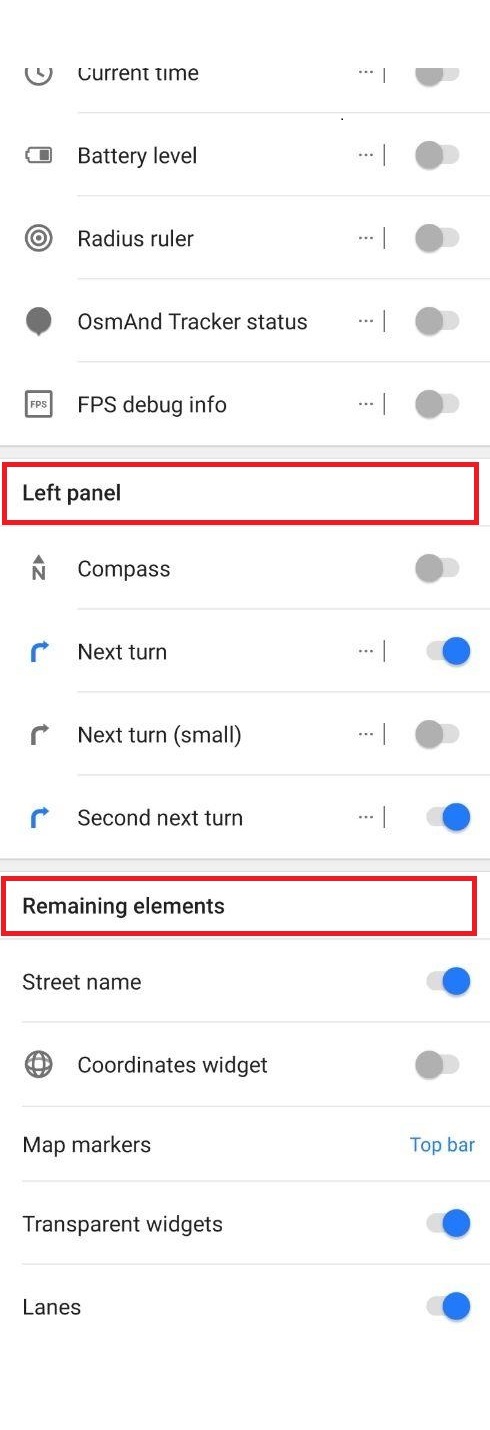 Current time
Battery level
Radius ruler
OsmAnd Tracker status
FPS FPS debug info
Left panel
N Compass
Next turn
Next turn (small)
Second next turn
Remaining elements
Street name
Coordinates widget
Map markers Top bar
Transparent widgets
Lanes